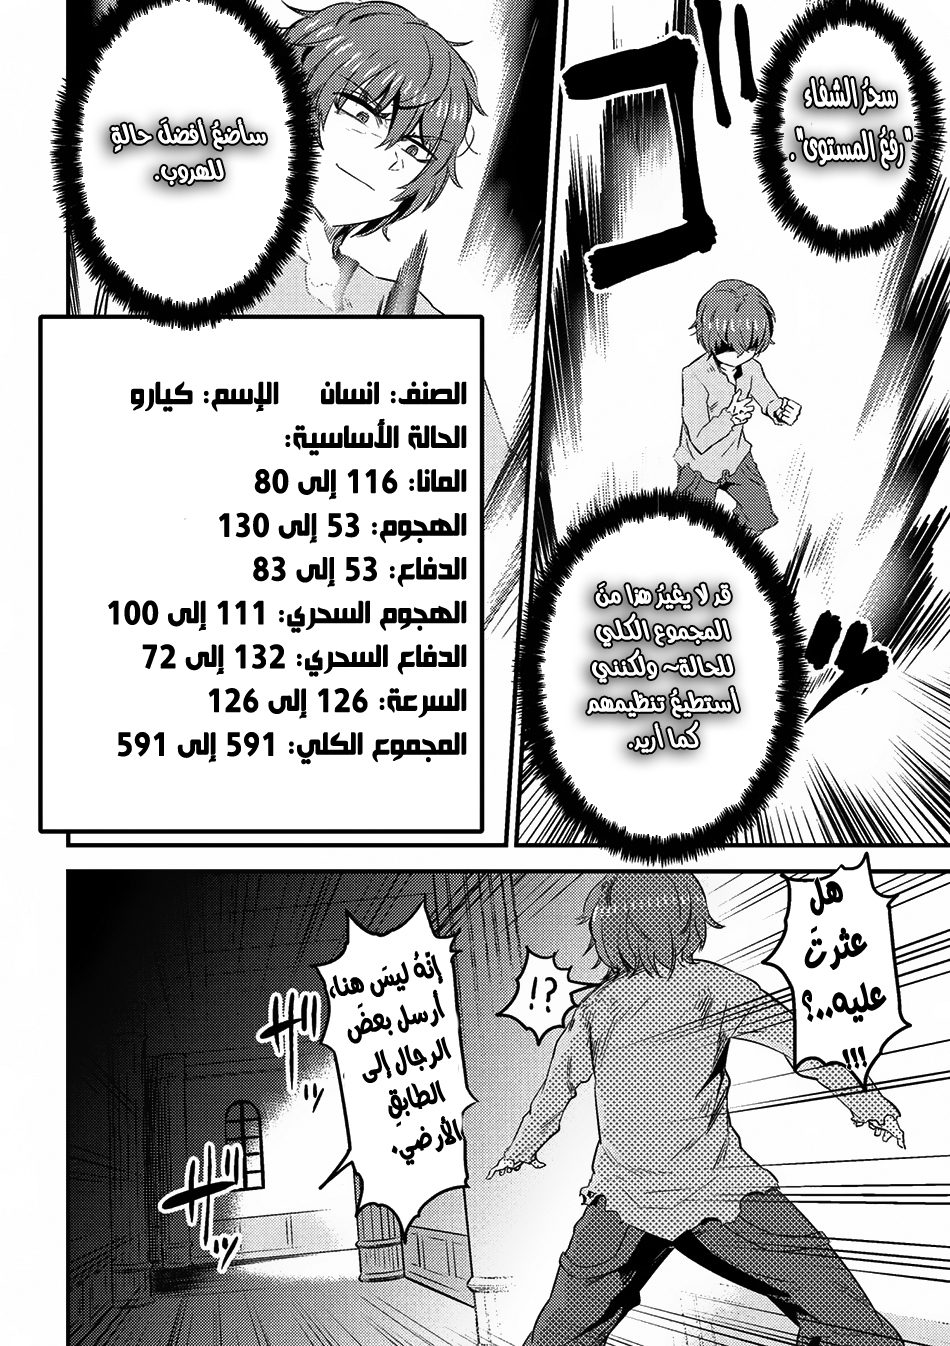 سحرُ الشفاء
"رفعُ المستوى".
سأضعُ أفضلَ حالةٍ
للهروب.
قد لا يغيرُ هذا منَ
المجموع الكلي
للحالة~ ولكنني
أستطيعُ تنظيمهم
كما أريد.
الصنف: انسان الإسم: كيارو
الحالة الأساسية:
المانا: 116 إلى 80
الهجوم: 53 إلى 130
الدفاع: 53 إلى 83
الهجوم السحري: 111 إلى 100
الدفاع السحري: 132 إلى 72
السرعة: 126 إلى 126
المجموع الكلي: 591 إلى 591
هل
عثرتَ
عليه..؟
!!!
?!
إنّهُ ليسَ هنا،
أرسل بعضَ
الرجال إلى
الطابقِ
الأرضي.